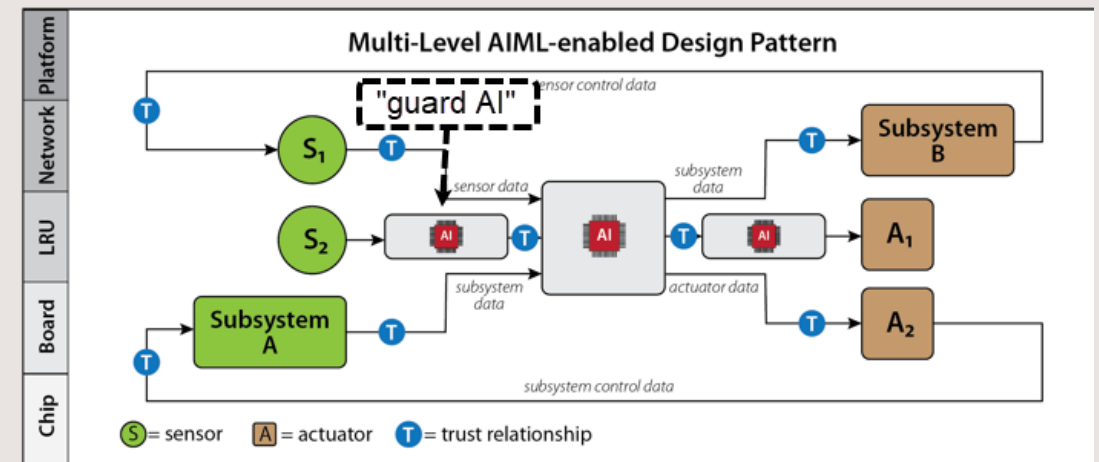 Multi-Level AIML-enabled Design Pattern
Platform
Network
LRU
Board
Chip
sensor control data
"guard AI"
T
S₁
T
T
Subsystem
B
subsystem
data
sensor data
S₂
AI
T
AI
T
AI
A₁
subsystem
data
actuator data
Subsystem
A
T
T
A₂
T
subsystem control data
S = sensor
A = actuator
T = trust relationship